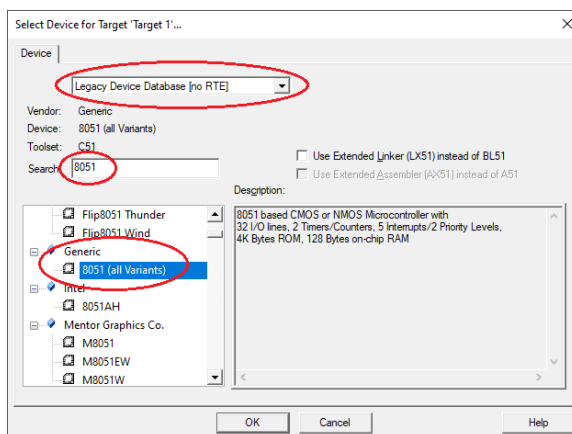 Select Device for Target 'Target 1'...
Device
Legacy Device Database [no RTE]
Vendor: Generic
Device: 8051 (all Variants)
Toolset: C51
Search: 8051
Use Extended Linker (LX51) instead of BL51
Use Extended Assembler (AX51) instead of A51
Description:
Flip8051 Thunder
Flip8051 Wind
Generic
8051 (all Variants)
Intel
8051AH
Mentor Graphics Co.
M8051
M8051EW
M8051W
8051 based CMOS or NMOS Microcontroller with
32 I/O lines, 2 Timers/Counters, 5 Interrupts/2 Priority Levels,
4K Bytes ROM, 128 Bytes on-chip RAM
OK Cancel Help